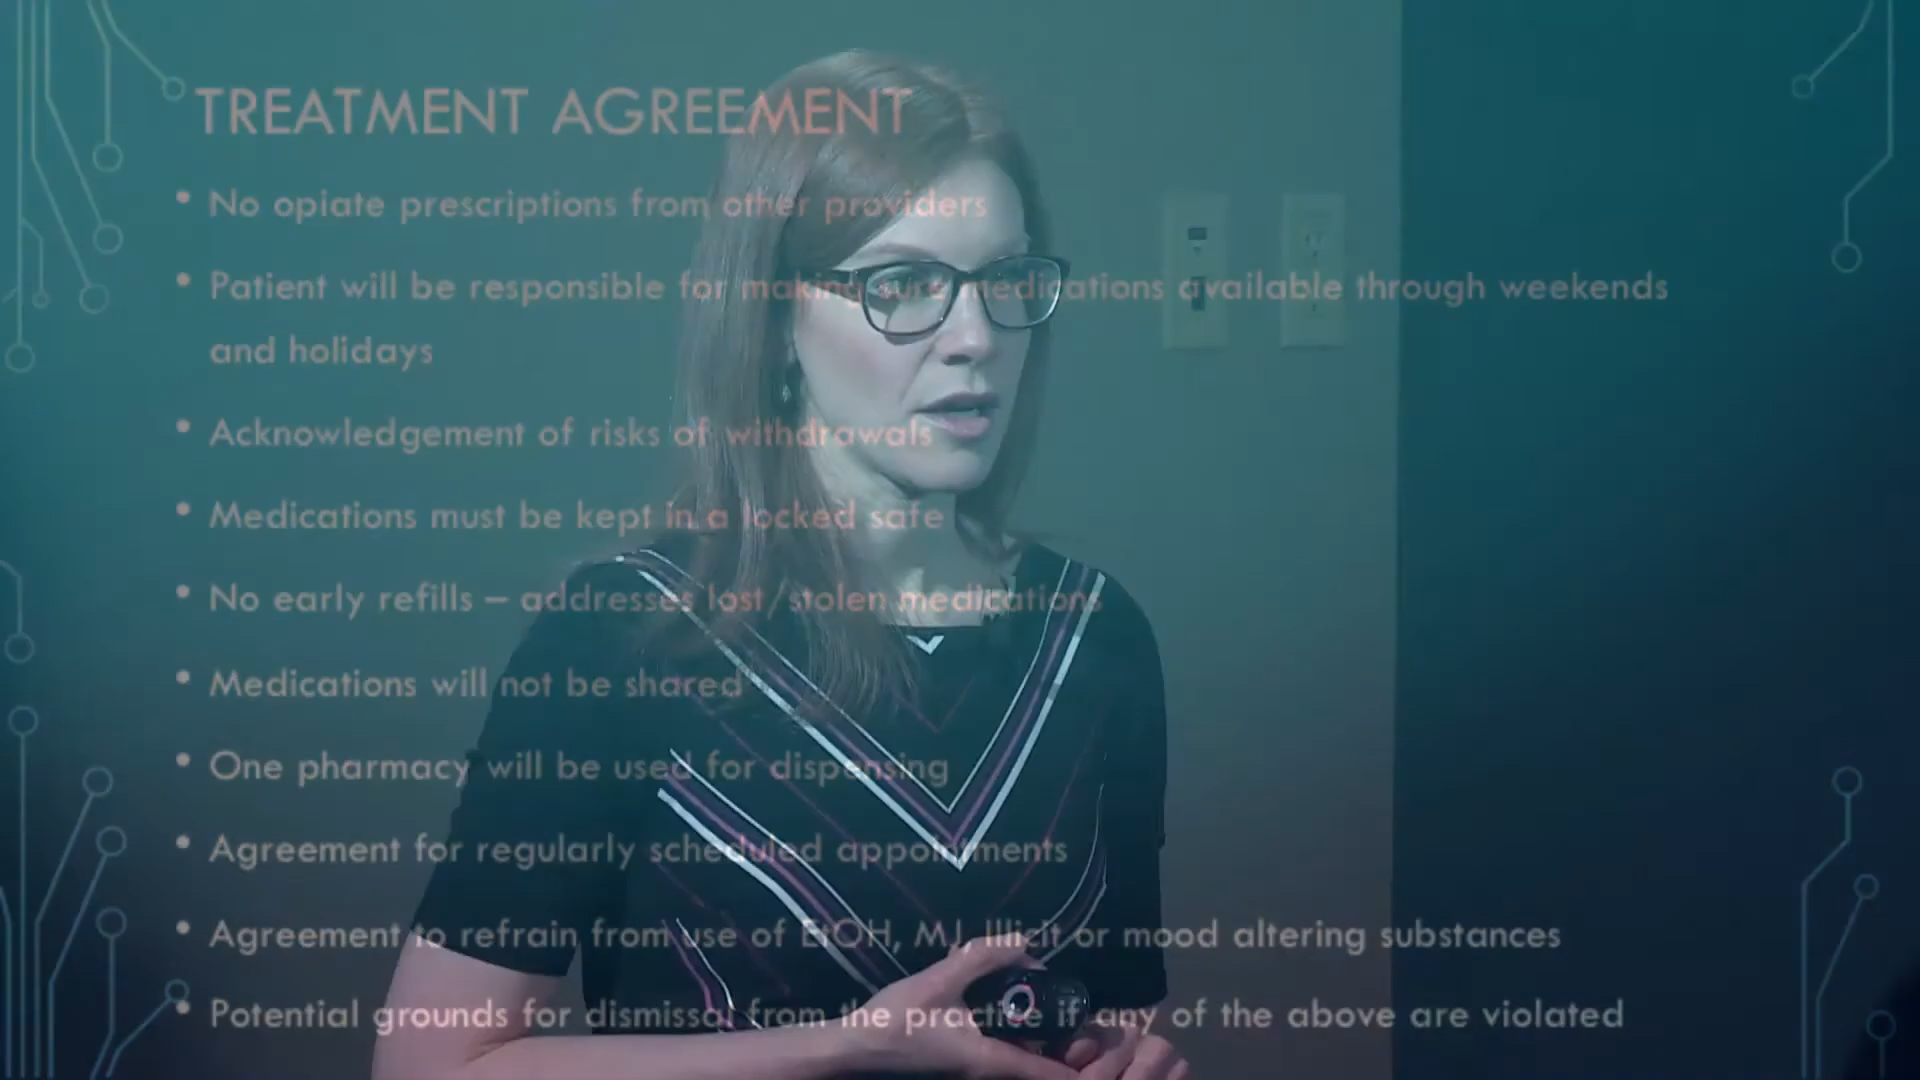 TREATMENT AGREEMENT
• No opiate prescriptions from other providers
• Patient will be responsible for making medications available through weekends
and holidays
• Acknowledgement of risks of withdrawals
• Medications must be kept in a locked safe
• No early refills – addresses lost/stolen medications
• Medications will not be shared
• One pharmacy will be used for dispensing
• Agreement for regularly scheduled appointments
• Agreement to refrain from use of EtOH, MJ, Illicit or mood altering substances
• Potential grounds for dismissal from the practice if any of the above are violated